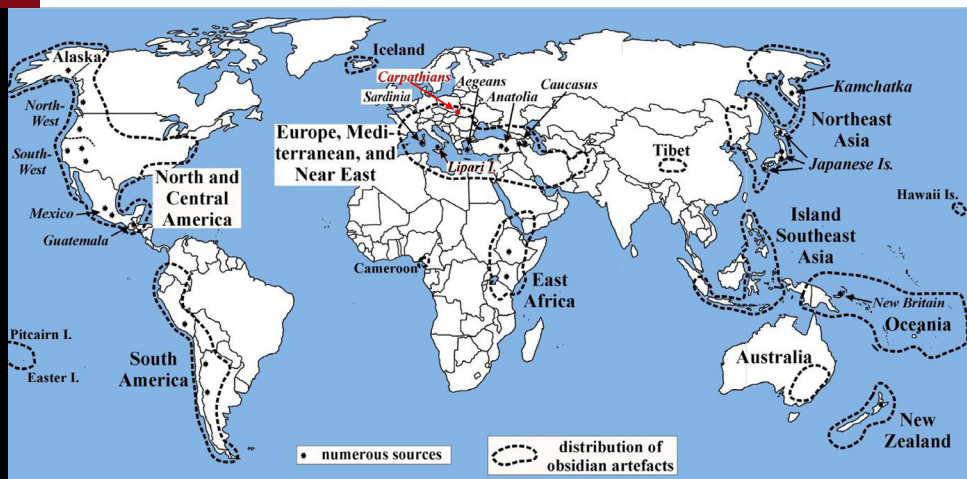 Alaska
Iceland
Carpathians
Aegeans
Sardinia
Anatolia
Caucasus
Kamchatka
North-
West
Europe, Medi-
terranean, and
Near East
Northeast
Asia
South-
West
Lipari I.
Tibet
Japanese Is.
North and
Central
America
Hawaii Is.
Mexico
Guatemala
Island
Southeast
Asia
Cameroon
East
Africa
New Britain
Oceania
Pitcairn I.
Easter I.
South
America
Australia
New
Zealand
numerous sources
distribution of
obsidian artefacts